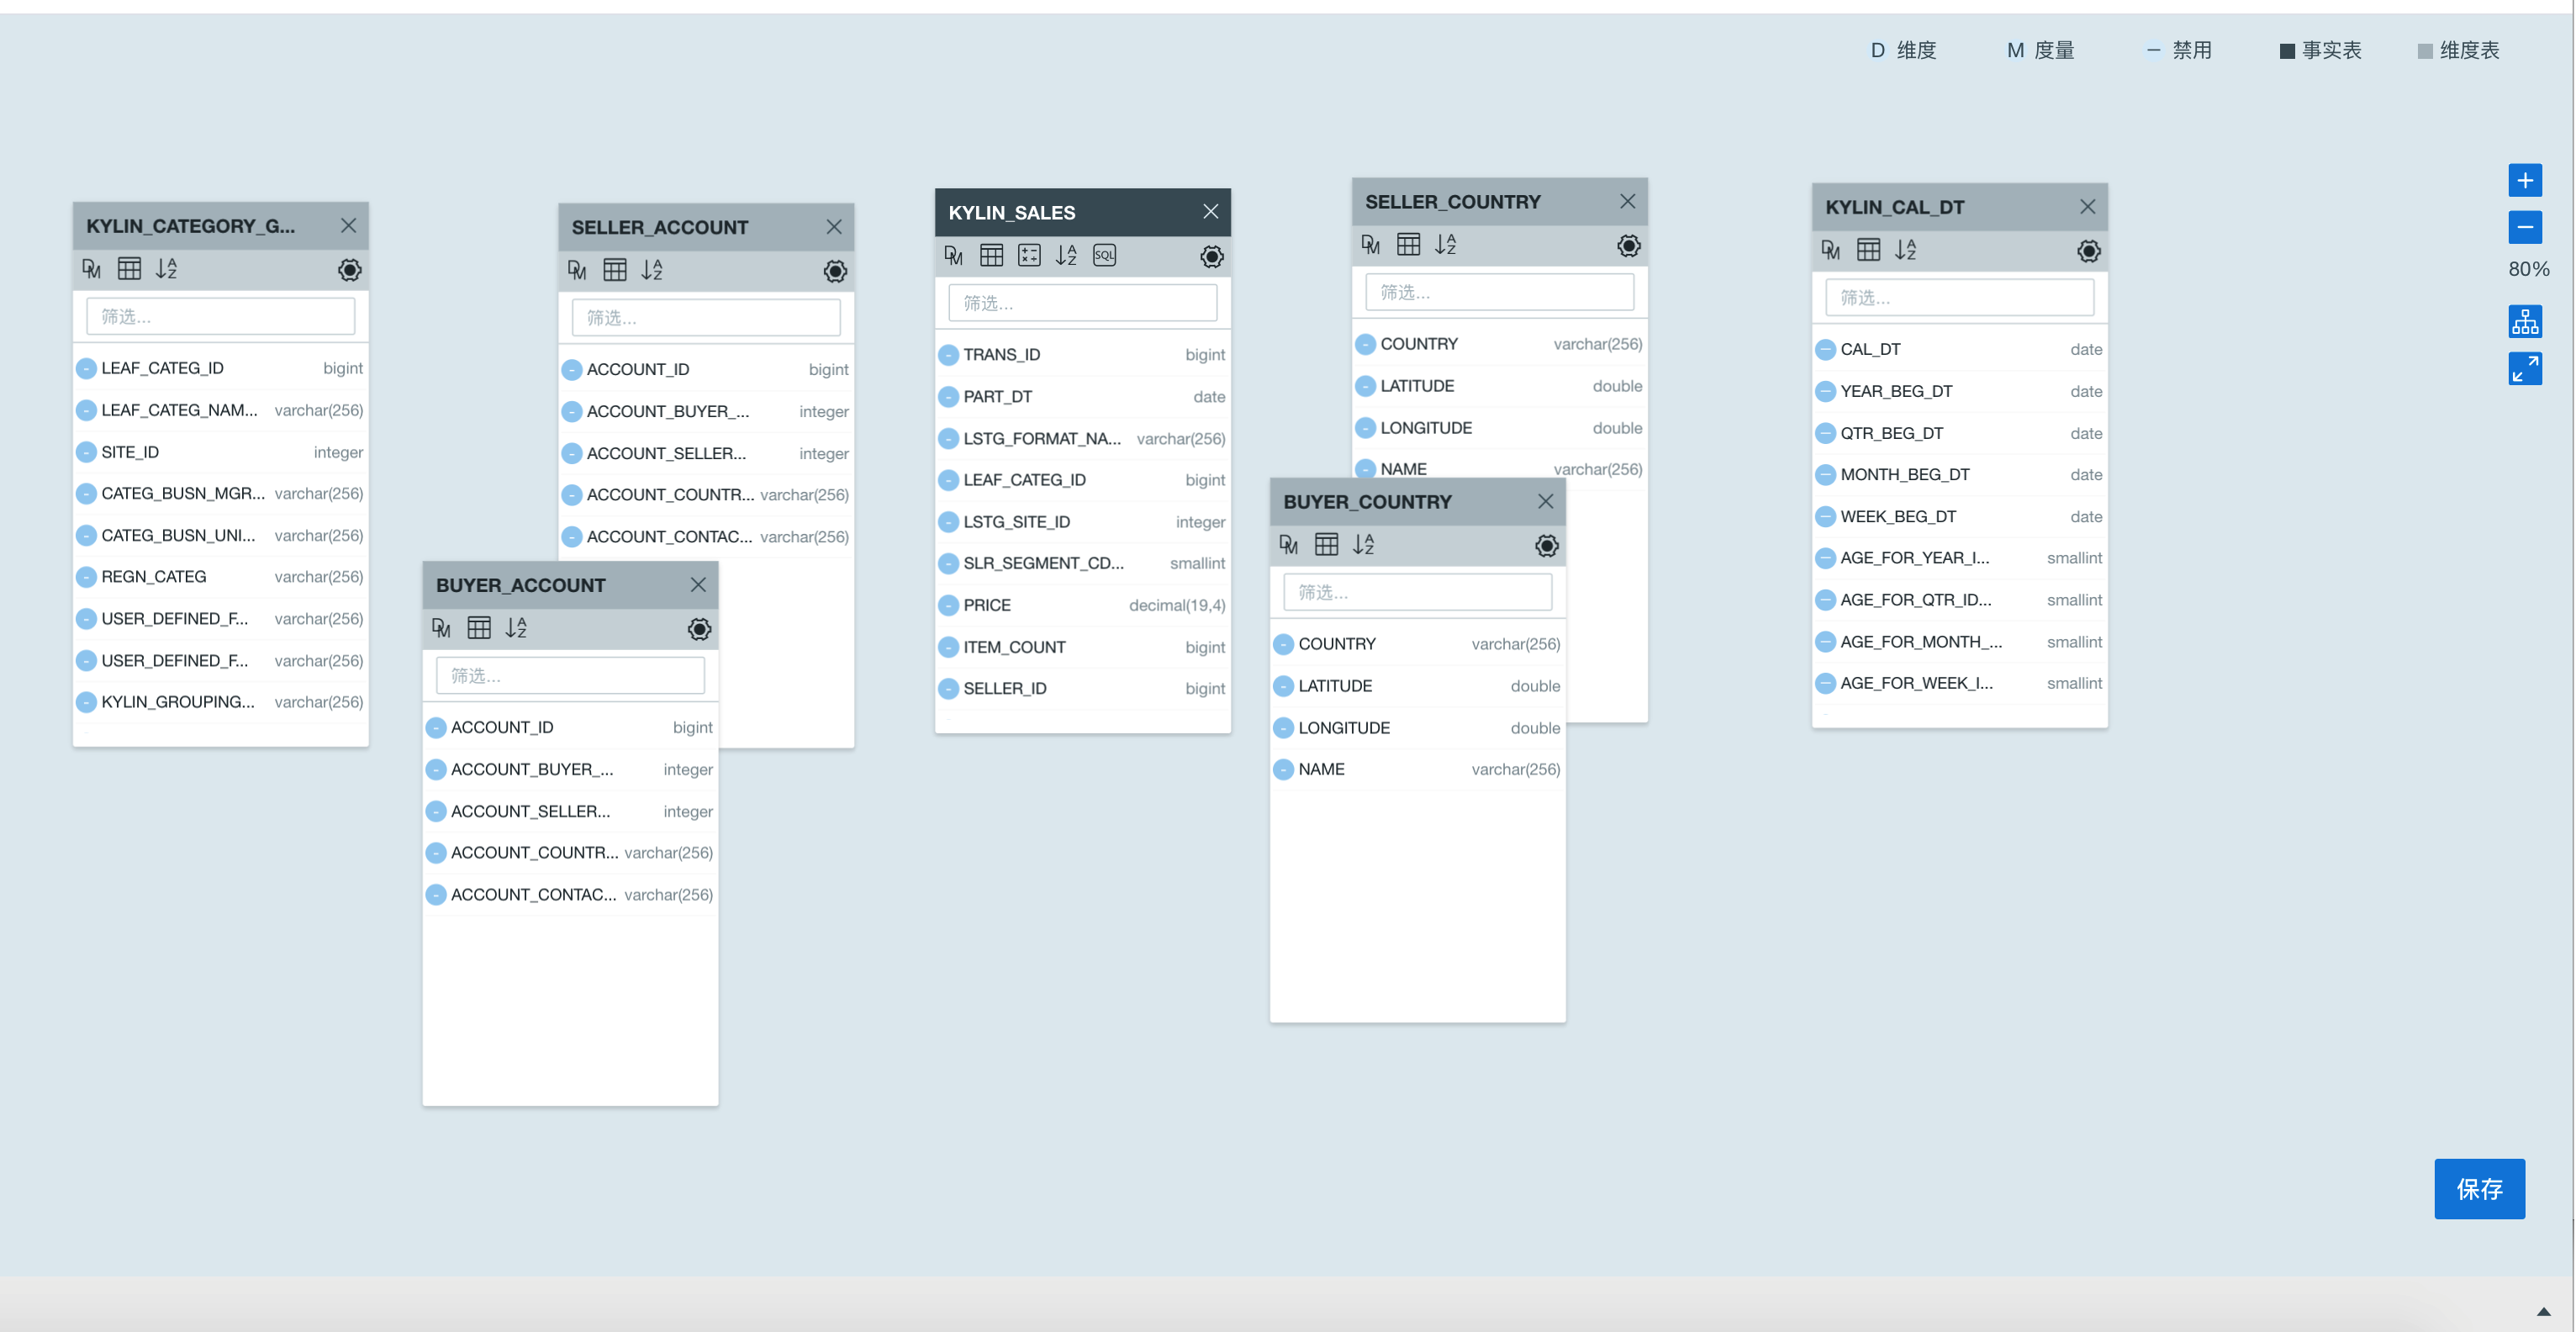 D 维度 M 度量 — 禁用 事实表 维度表
80%
KYLIN_CATEGORY_G...
筛选...
LEAF_CATEG_ID bigint
LEAF_CATEG_NAM... varchar(256)
SITE_ID integer
CATEG_BUSN_MGR... varchar(256)
CATEG_BUSN_UNI... varchar(256)
REGN_CATEG varchar(256)
USER_DEFINED_F... varchar(256)
USER_DEFINED_F... varchar(256)
KYLIN_GROUPING... varchar(256)
SELLER_ACCOUNT
筛选...
ACCOUNT_ID bigint
ACCOUNT_BUYER_... integer
ACCOUNT_SELLER... integer
ACCOUNT_COUNTR... varchar(256)
ACCOUNT_CONTAC... varchar(256)
BUYER_ACCOUNT
筛选...
ACCOUNT_ID bigint
ACCOUNT_BUYER_... integer
ACCOUNT_SELLER... integer
ACCOUNT_COUNTR... varchar(256)
ACCOUNT_CONTAC... varchar(256)
KYLIN_SALES
SQL
筛选...
TRANS_ID bigint
PART_DT date
LSTG_FORMAT_NA... varchar(256)
LEAF_CATEG_ID bigint
LSTG_SITE_ID integer
SLR_SEGMENT_CD... smallint
PRICE decimal(19,4)
ITEM_COUNT bigint
SELLER_ID bigint
SELLER_COUNTRY
筛选...
COUNTRY varchar(256)
LATITUDE double
LONGITUDE double
NAME varchar(256)
BUYER_COUNTRY
筛选...
COUNTRY varchar(256)
LATITUDE double
LONGITUDE double
NAME varchar(256)
KYLIN_CAL_DT
筛选...
CAL_DT date
YEAR_BEG_DT date
QTR_BEG_DT date
MONTH_BEG_DT date
WEEK_BEG_DT date
AGE_FOR_YEAR_I... smallint
AGE_FOR_QTR_ID... smallint
AGE_FOR_MONTH_... smallint
AGE_FOR_WEEK_I... smallint
保存